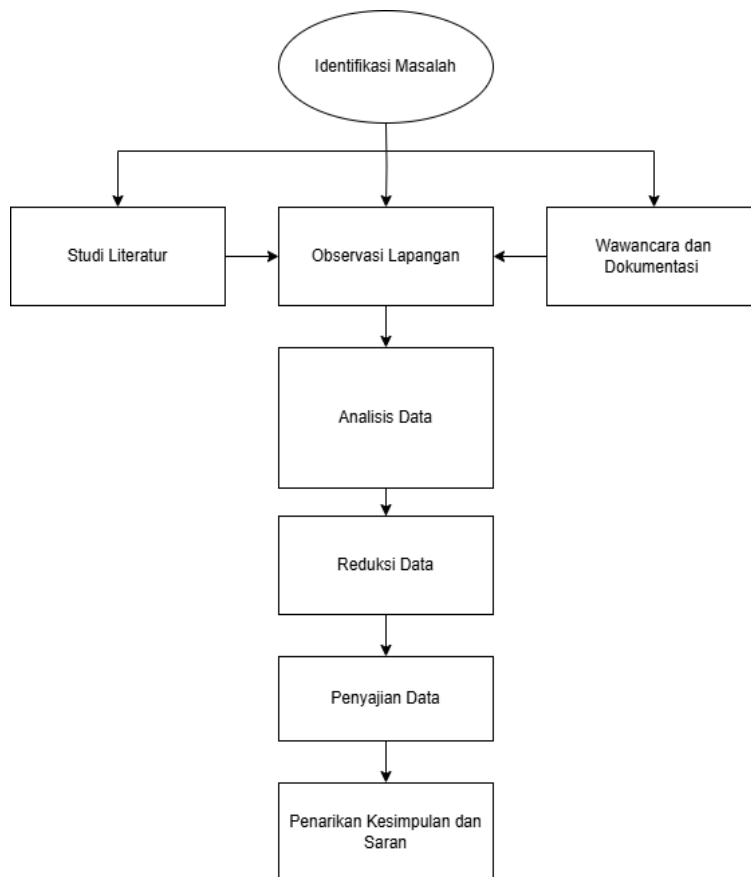 Identifikasi Masalah
Studi Literatur
Observasi Lapangan
Wawancara dan
Dokumentasi
Analisis Data
Reduksi Data
Penyajian Data
Penarikan Kesimpulan dan
Saran